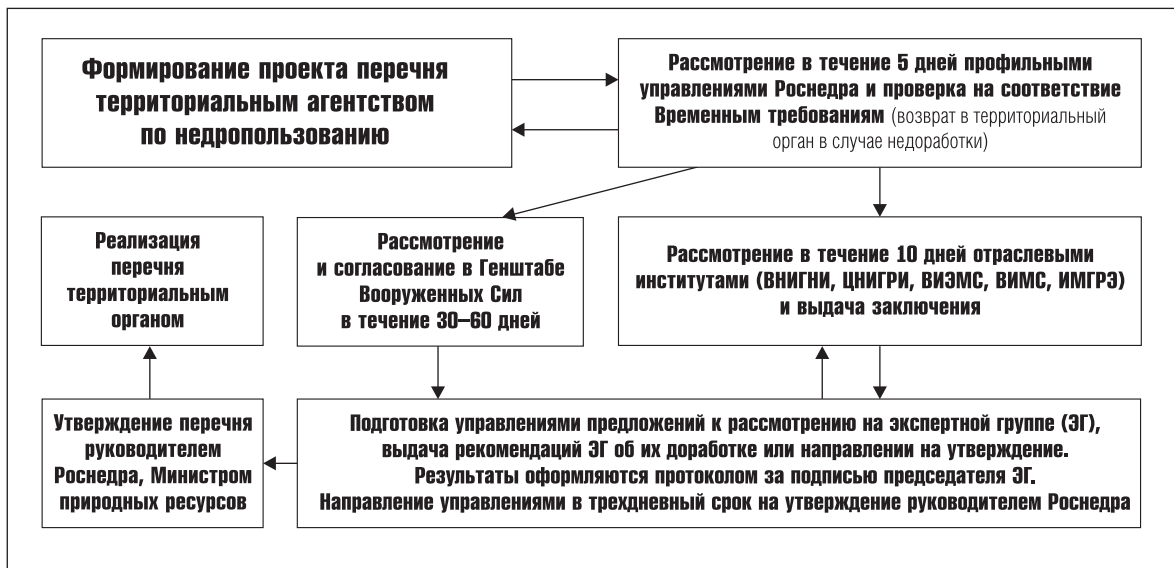 Формирование проекта перечня
территориальным агентством
по недропользованию
Рассмотрение в течение 5 дней профильными
управлениями Роснедра и проверка на соответствие
Временным требованиям (возврат в территориальный
орган в случае недоработки)
Реализация
перечня
территориальным
органом
Рассмотрение
и согласование в Генштабе
Вооруженных Сил
в течение 30–60 дней
Рассмотрение в течение 10 дней отраслевыми
институтами (ВНИГНИ, ЦНИГРИ, ВИЭМС, ВИМС, ИМГРЭ)
и выдача заключения
Утверждение перечня
руководителем
Роснедра, Министром
природных ресурсов
Подготовка управлениями предложений к рассмотрению на экспертной группе (ЭГ),
выдача рекомендаций ЭГ об их доработке или направлении на утверждение.
Результаты оформляются протоколом за подписью председателя ЭГ.
Направление управлениями в трехдневный срок на утверждение руководителем Роснедра